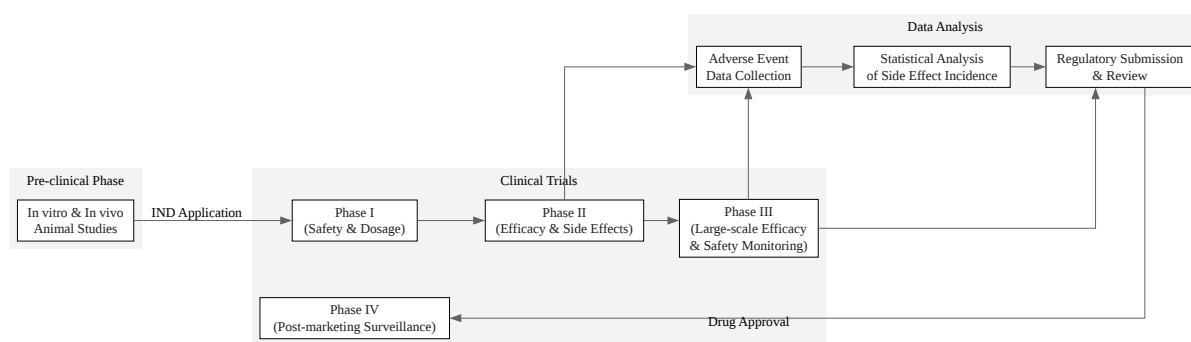 Data Analysis
Adverse Event
Data Collection
Statistical Analysis
of Side Effect Incidence
Regulatory Submission
& Review
Pre-clinical Phase
In vitro & In vivo
Animal Studies
IND Application
Clinical Trials
Phase I
(Safety & Dosage)
Phase II
(Efficacy & Side Effects)
Phase III
(Large-scale Efficacy
& Safety Monitoring)
Phase IV
(Post-marketing Surveillance)
Drug Approval